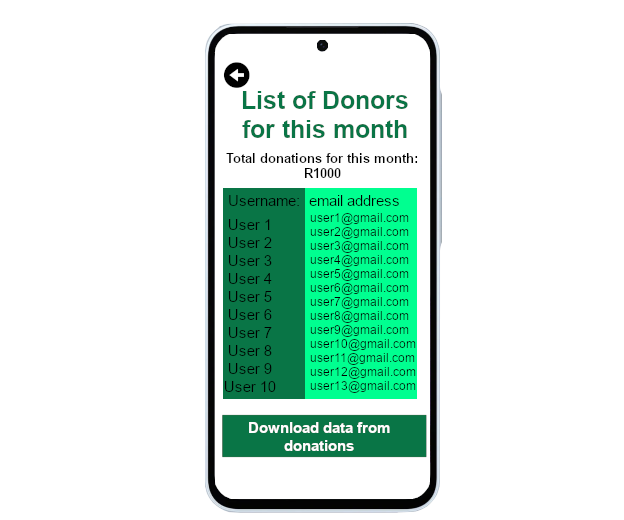 List of Donors
for this month
Total donations for this month:
R1000
Username: email address
User 1
User 2
User 3
User 4
User 5
User 6
User 7
User 8
User 9
User 10
user1@gmail.com
user2@gmail.com
user3@gmail.com
user4@gmail.com
user5@gmail.com
user6@gmail.com
user7@gmail.com
user8@gmail.com
user9@gmail.com
user10@gmail.com
user11@gmail.com
user12@gmail.com
user13@gmail.com
Download data from
donations